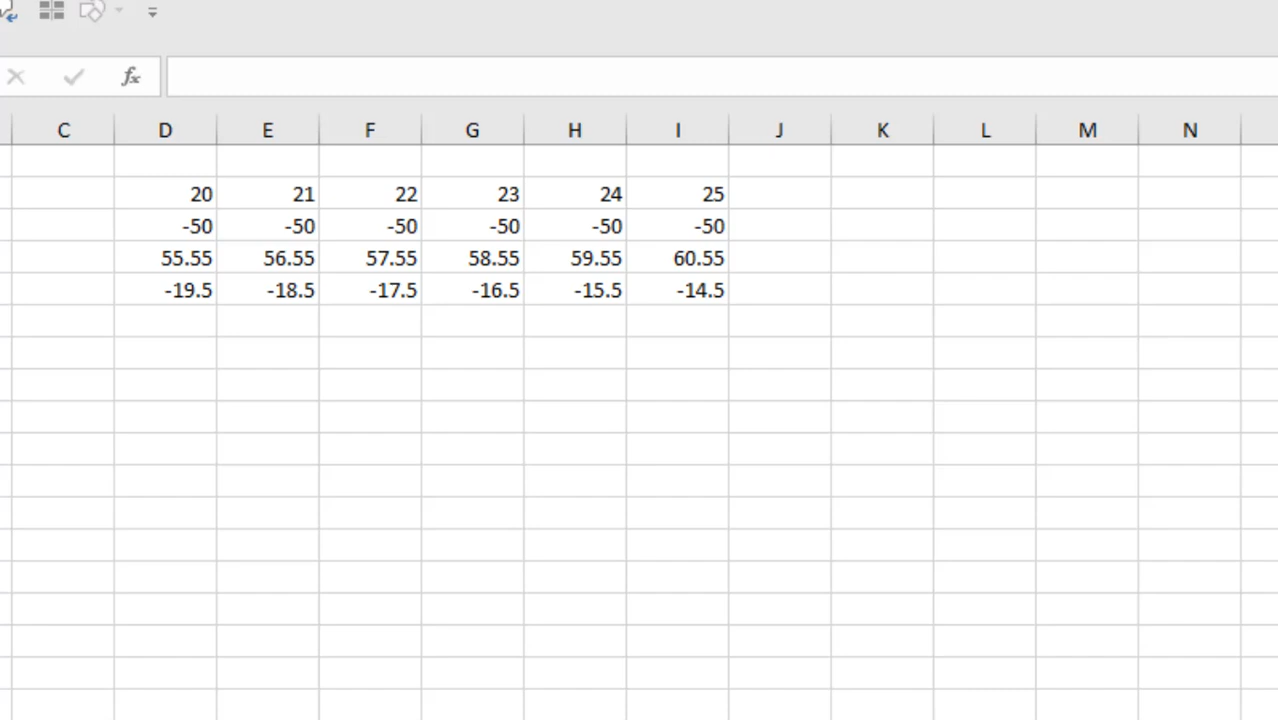 fx
C D E F G H I J K L M N
20 21 22 23 24 25
-50 -50 -50 -50 -50 -50
55.55 56.55 57.55 58.55 59.55 60.55
-19.5 -18.5 -17.5 -16.5 -15.5 -14.5